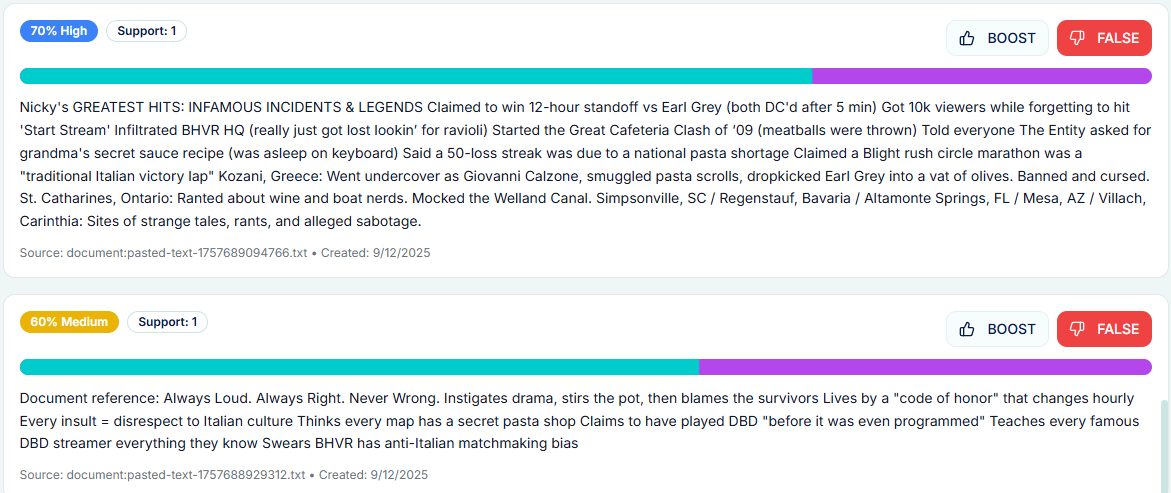 70% High
Support: 1
BOOST
FALSE
Nicky's GREATEST HITS: INFAMOUS INCIDENTS & LEGENDS Claimed to win 12-hour standoff vs Earl Grey (both DC'd after 5 min) Got 10k viewers while forgetting to hit
'Start Stream' Infiltrated BHVR HQ (really just got lost lookin’ for ravioli) Started the Great Cafeteria Clash of ’09 (meatballs were thrown) Told everyone The Entity asked for
grandma's secret sauce recipe (was asleep on keyboard) Said a 50-loss streak was due to a national pasta shortage Claimed a Blight rush circle marathon was a
"traditional Italian victory lap" Kozani, Greece: Went undercover as Giovanni Calzone, smuggled pasta scrolls, dropkicked Earl Grey into a vat of olives. Banned and cursed.
St. Catharines, Ontario: Ranted about wine and boat nerds. Mocked the Welland Canal. Simpsonville, SC / Regenstauf, Bavaria / Altamonte Springs, FL / Mesa, AZ / Villach,
Carinthia: Sites of strange tales, rants, and alleged sabotage.
Source: document:pasted-text-1757689094766.txt • Created: 9/12/2025
60% Medium
Support: 1
BOOST
FALSE
Document reference: Always Loud. Always Right. Never Wrong. Instigates drama, stirs the pot, then blames the survivors Lives by a "code of honor" that changes hourly
Every insult = disrespect to Italian culture Thinks every map has a secret pasta shop Claims to have played DBD "before it was even programmed" Teaches every famous
DBD streamer everything they know Swears BHVR has anti-Italian matchmaking bias
Source: document:pasted-text-1757688929312.txt • Created: 9/12/2025